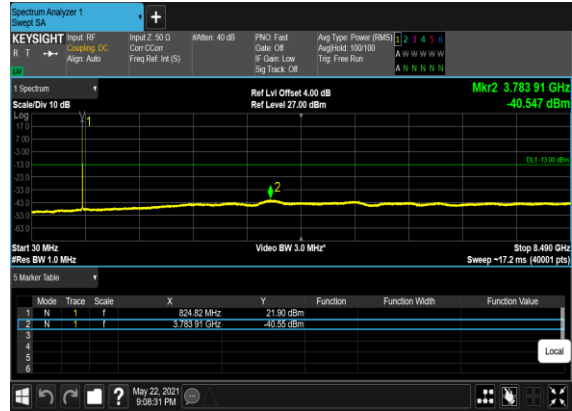 Spectrum Analyzer 1
Swept SA
+
KEYSIGHT Input: RF Input Z: 50 Ω #Atten: 40 dB PNO: Fast Avg Type: Power (RMS) 1 2 3 4 5 6
R T Coupling: DC Corr CCorr Gate: Off Avg|Hold: 100/100 A W W W W W
Align: Auto Freq Ref: Int (S) IF Gain: Low Trig: Free Run
Sig Track: Off A N N N N N
1 Spectrum Ref Lvl Offset 4.00 dB Mkr2 3.783 91 GHz
Scale/Div 10 dB Ref Level 27.00 dBm -40.547 dBm
Log
17.0
7.00
-3.00
-13.0
-23.0
-33.0
-43.0
-53.0
-63.0
1
DL1 -13.00 dBm
2
Start 30 MHz Video BW 3.0 MHz* Stop 8.490 GHz
#Res BW 1.0 MHz Sweep ~17.2 ms (40001 pts)
5 Marker Table
Mode Trace Scale X Y Function Function Width Function Value
1 N 1 f 824.82 MHz 21.90 dBm
2 N 1 f 3.783 91 GHz -40.55 dBm
3
4
5
6
Local
? May 22, 2021
9:08:31 PM